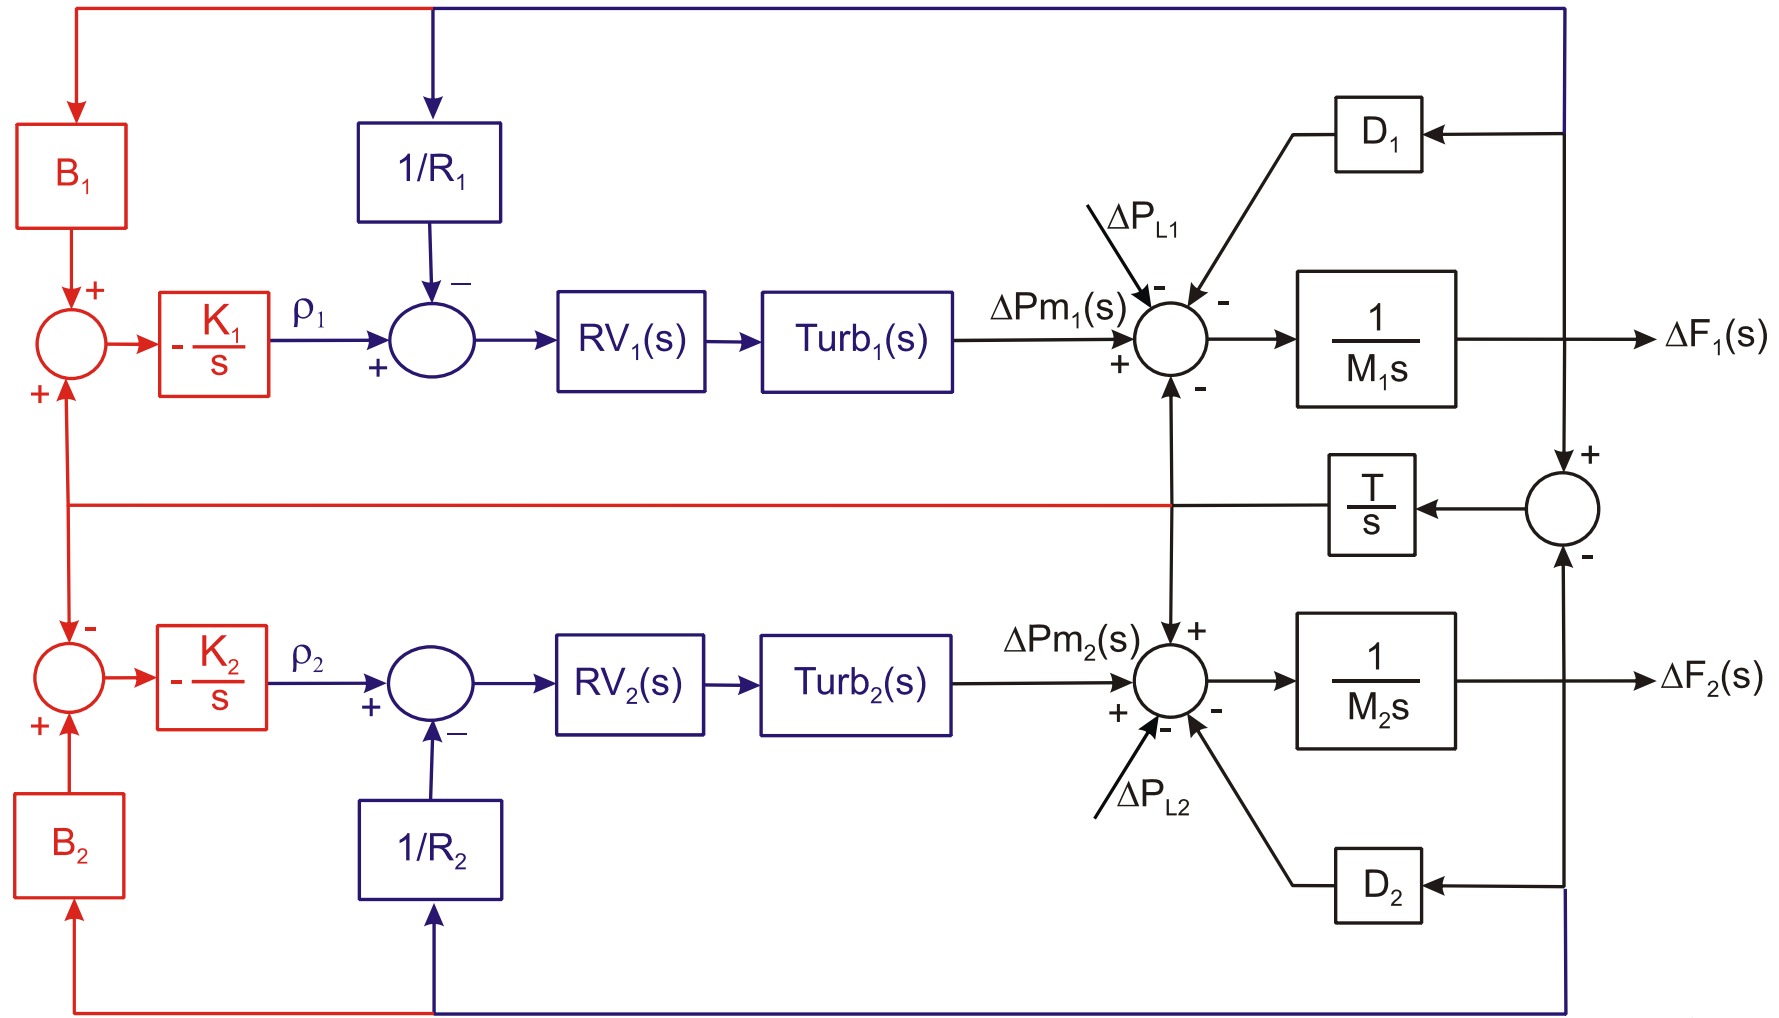 B1
1/R1
D1
ΔPL1
+
-
-
- K1/s
ρ1
+
RV1(s)
Turb1(s)
ΔPm1(s)
+
-
-
1/M1s
ΔF1(s)
+
+
T/s
-
-
- K2/s
ρ2
+
RV2(s)
Turb2(s)
ΔPm2(s)
+
+
-
-
1/M2s
ΔF2(s)
+
-
ΔPL2
B2
1/R2
D2